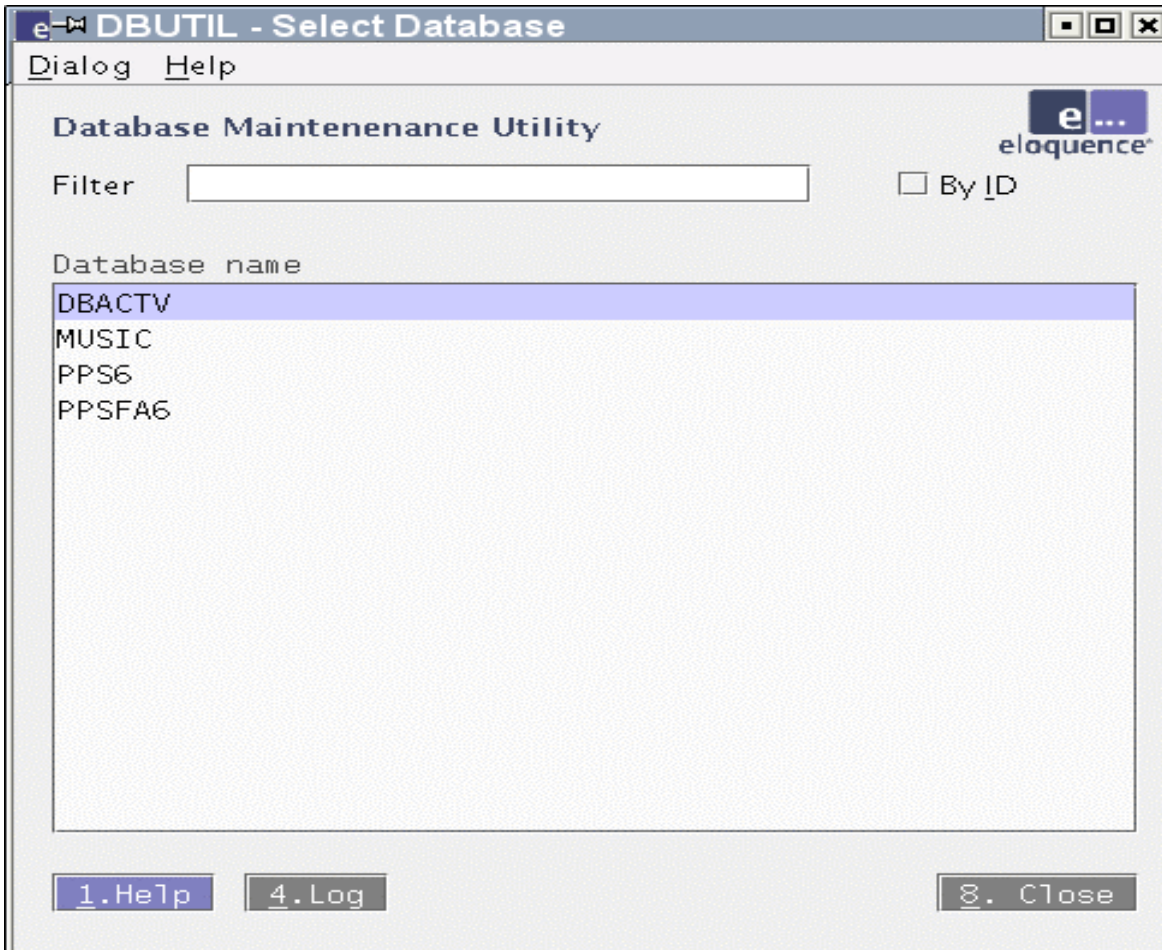 e DBUTIL - Select Database
Dialog Help
Database Maintenenance Utility
e...
eloquence
Filter
By ID
Database name
DBACTV
MUSIC
PPS6
PPSFA6
1.Help 4.Log 8. Close